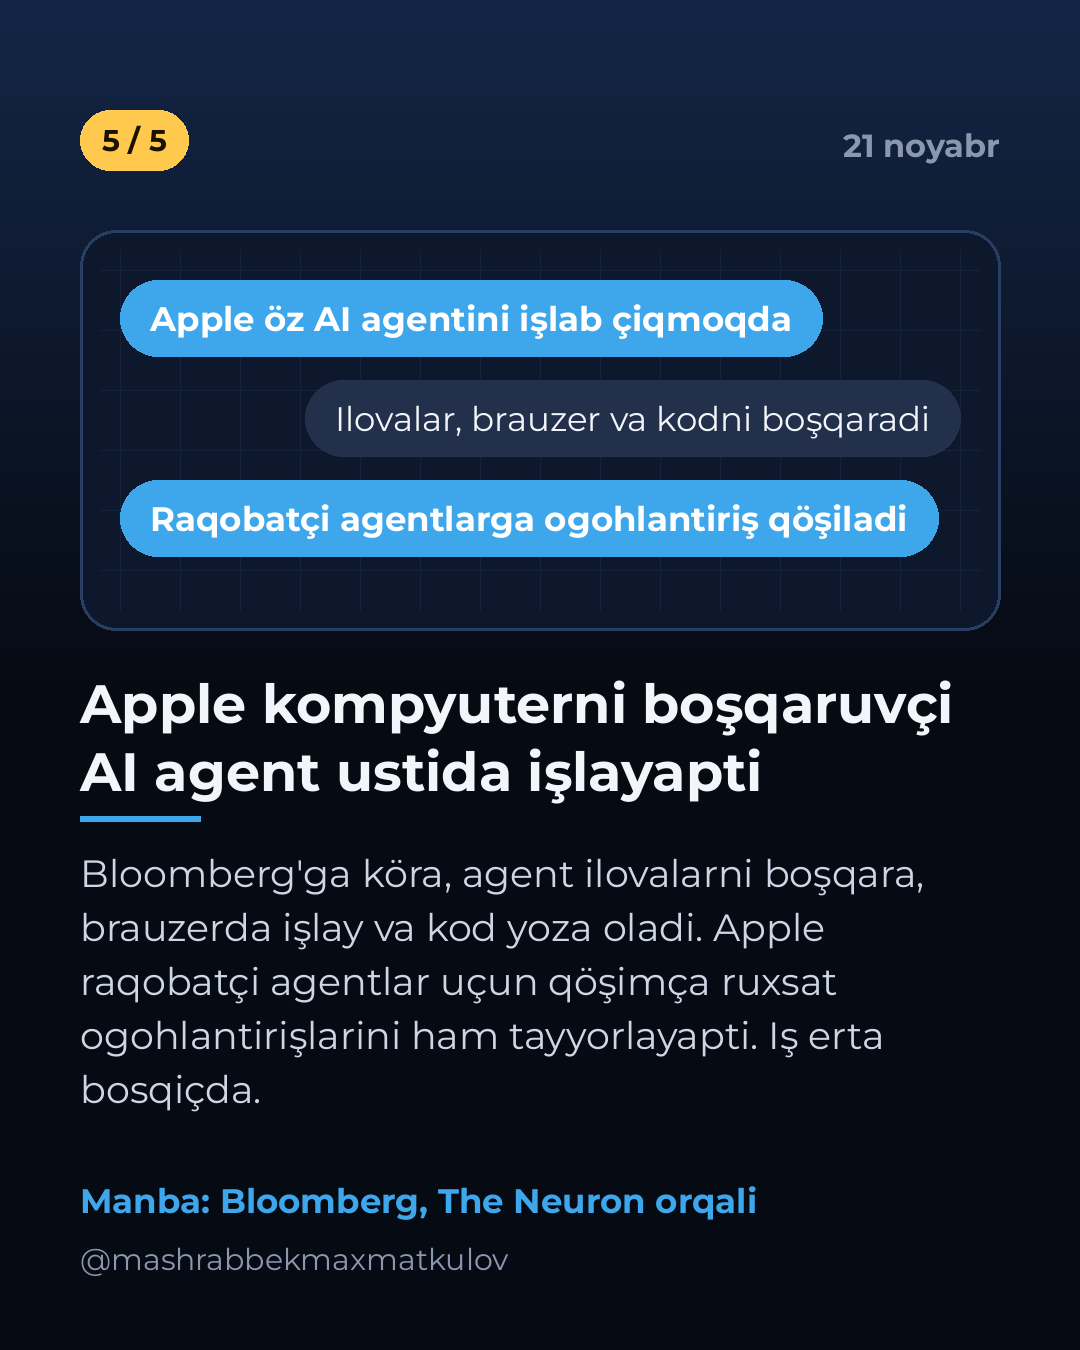 5 / 5
21 noyabr
Apple öz AI agentini işlab çiqmoqda
Ilovalar, brauzer va kodni boşqaradi
Raqobatçi agentlarga ogohlantiriş qöşiladi
Apple kompyuterni boşqaruvçi
AI agent ustida işlayapti
Bloomberg'ga köra, agent ilovalarni boşqara,
brauzerda işlay va kod yoza oladi. Apple
raqobatçi agentlar uçun qöşimça ruxsat
ogohlantirişlarini ham tayyorlayapti. Iş erta
bosqiçda.
Manba: Bloomberg, The Neuron orqali
@mashrabbekmaxmatkulov